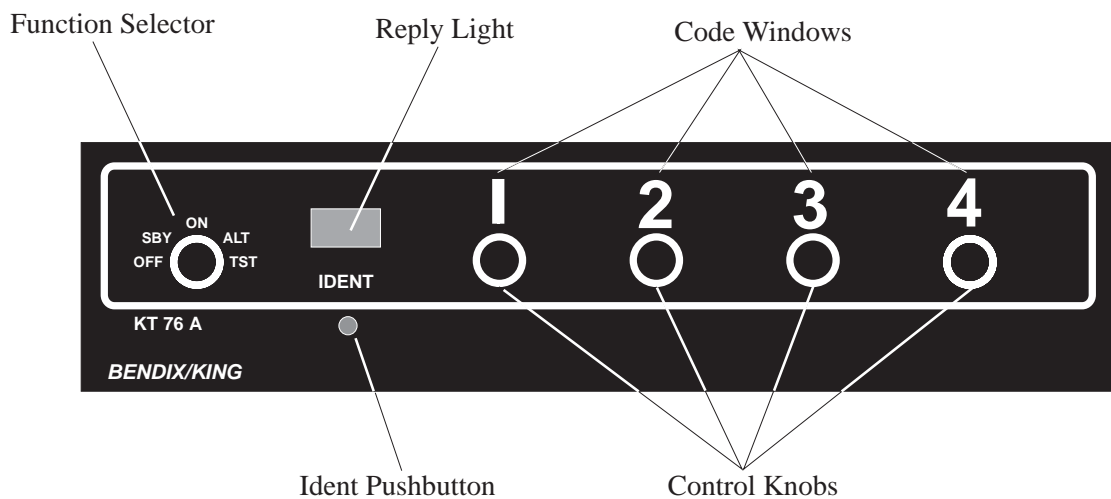 Function Selector
Reply Light
Code Windows
1 2 3 4
ON
SBY ALT
OFF TST
IDENT
KT 76 A
BENDIX/KING
Ident Pushbutton
Control Knobs